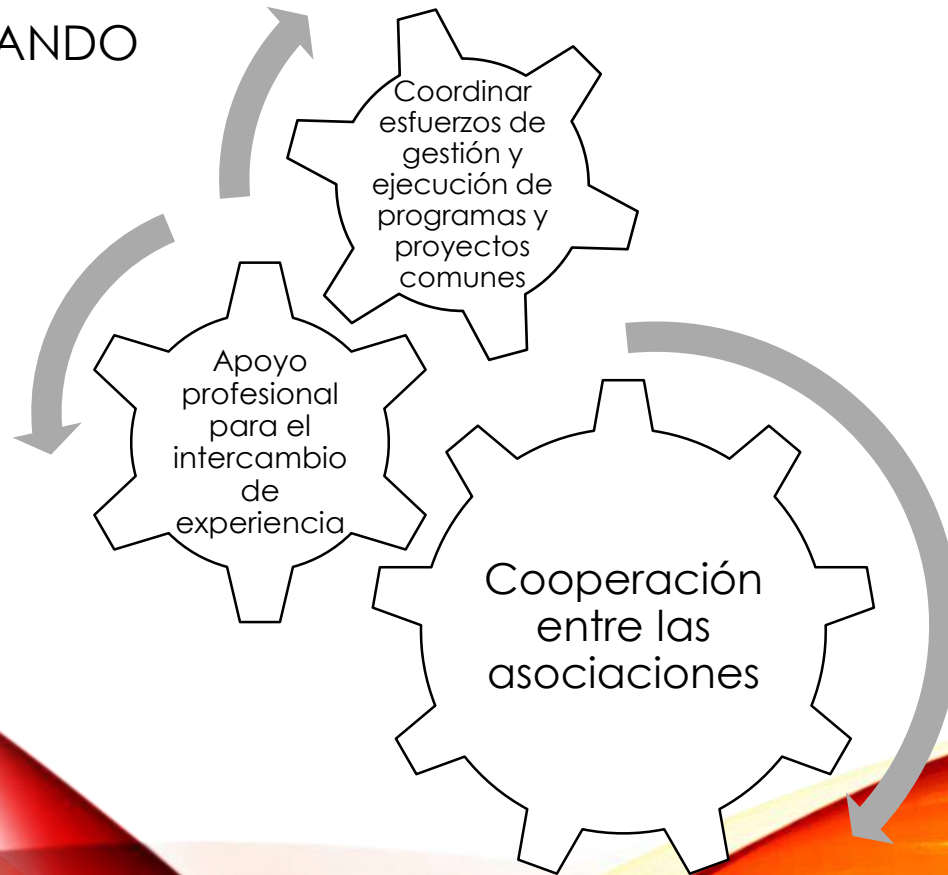 ANDO
Coordinar
esfuerzos de
gestión y
ejecución de
programas y
proyectos
comunes
Apoyo
profesional
para el
intercambio
de
experiencia
Cooperación
entre las
asociaciones